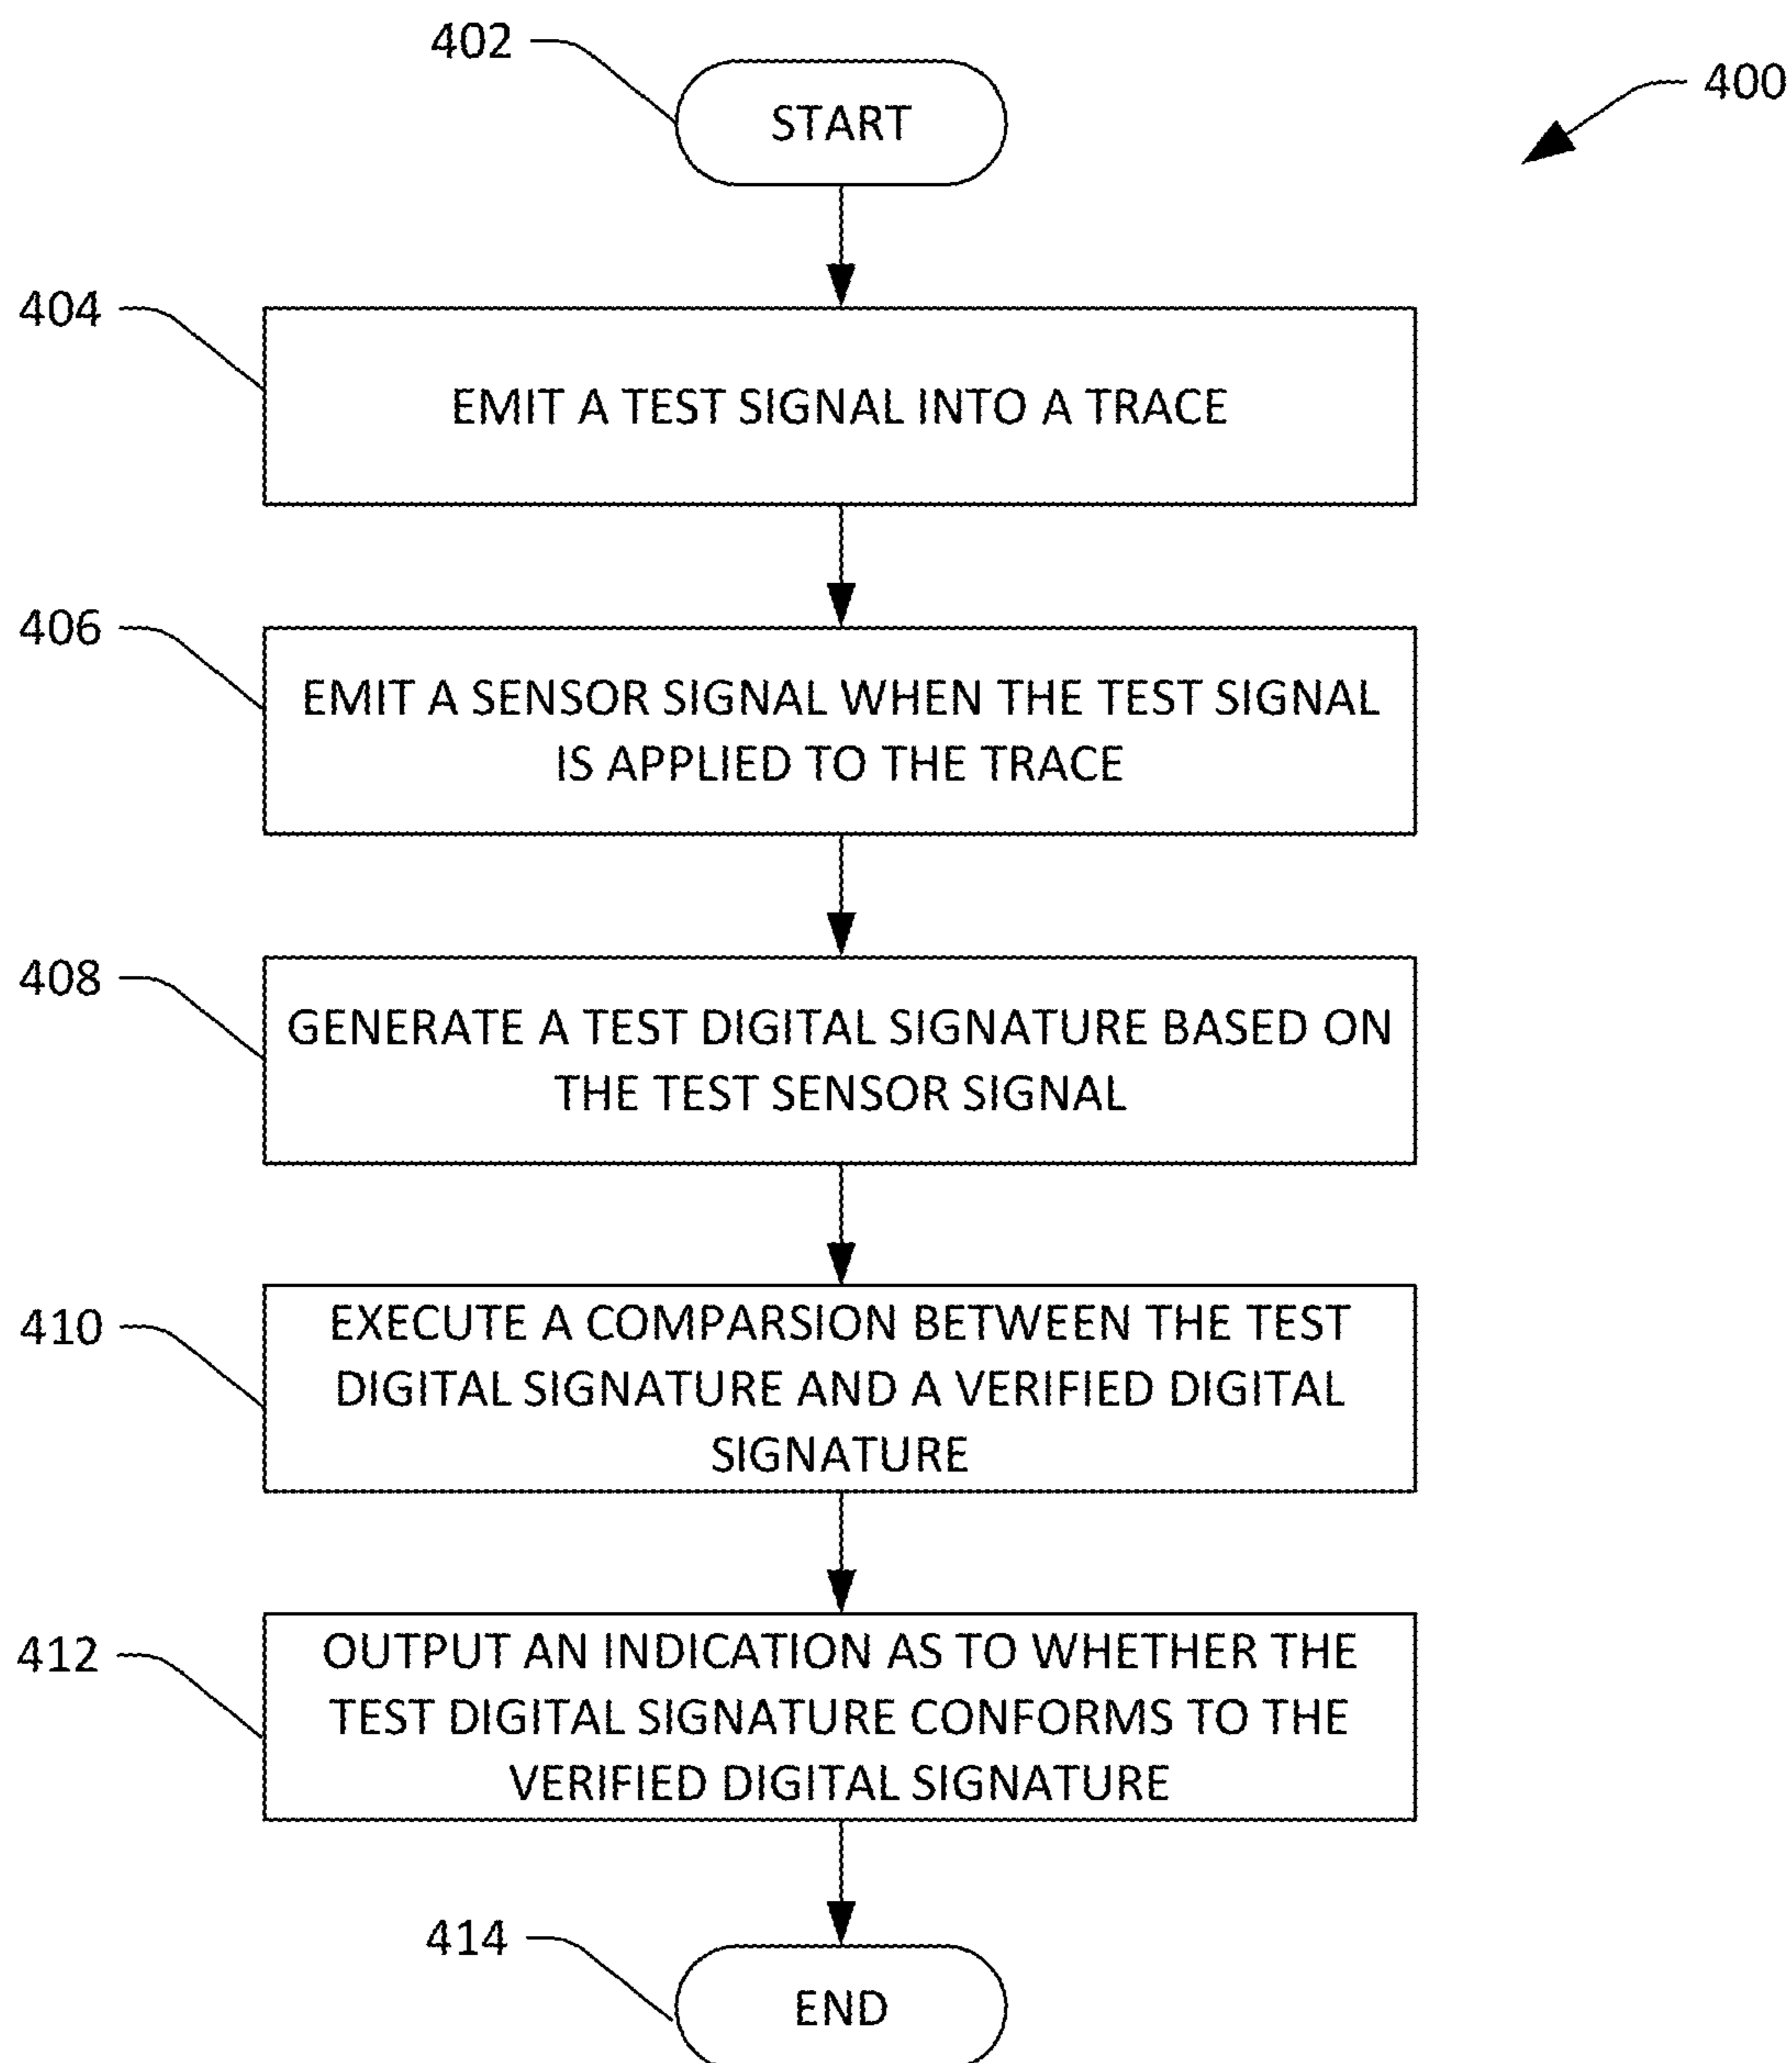 402
START
400
404
EMIT A TEST SIGNAL INTO A TRACE
406
EMIT A SENSOR SIGNAL WHEN THE TEST SIGNAL
IS APPLIED TO THE TRACE
408
GENERATE A TEST DIGITAL SIGNATURE BASED ON
THE TEST SENSOR SIGNAL
410
EXECUTE A COMPARSION BETWEEN THE TEST
DIGITAL SIGNATURE AND A VERIFIED DIGITAL
SIGNATURE
412
OUTPUT AN INDICATION AS TO WHETHER THE
TEST DIGITAL SIGNATURE CONFORMS TO THE
VERIFIED DIGITAL SIGNATURE
414
END